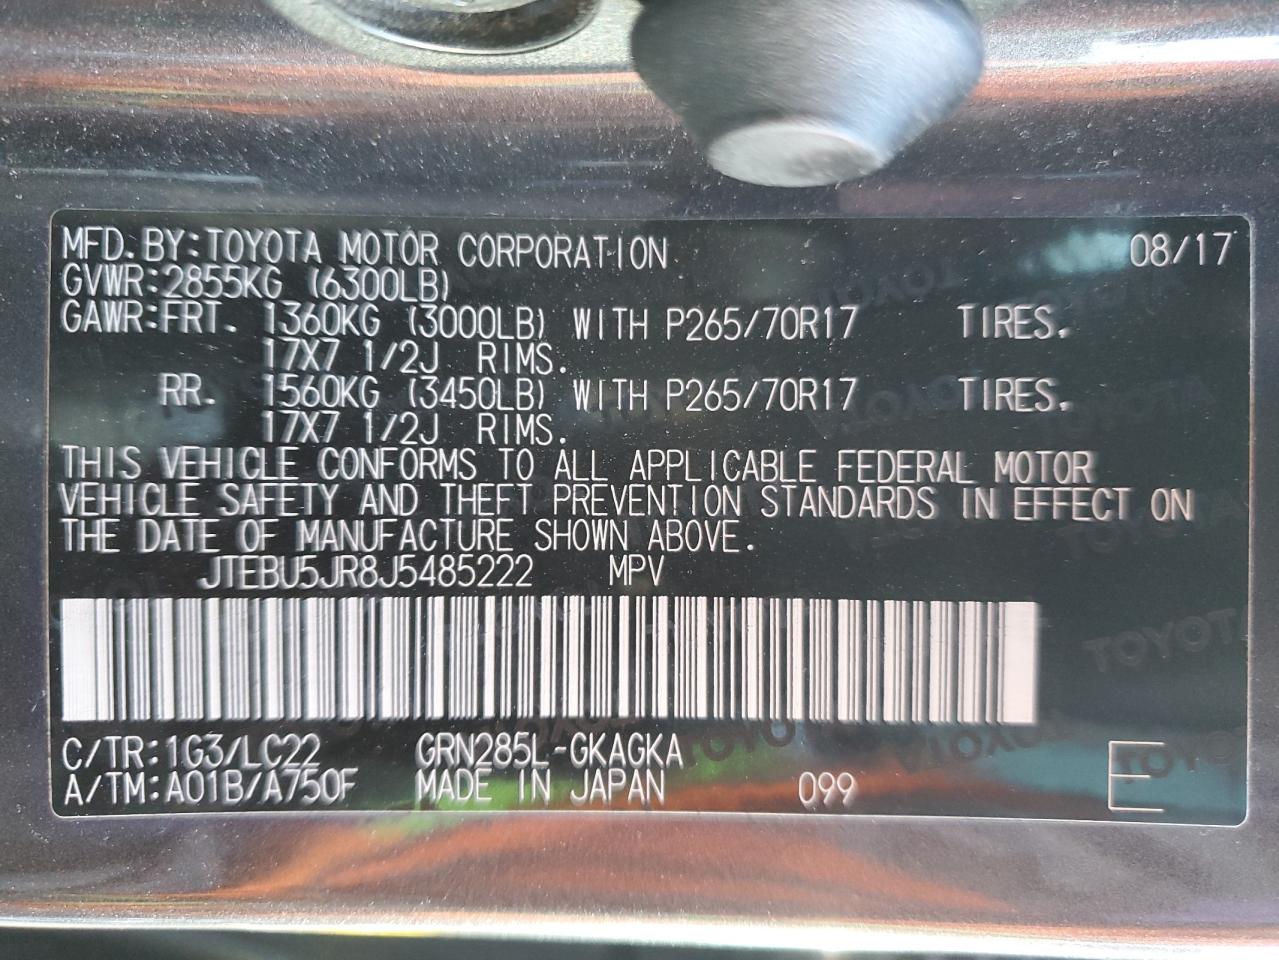 MFD.BY:TOYOTA MOTOR CORPORATION 08/17
GVWR:2855KG (6300LB)
GAWR:FRT. 1360KG (3000LB) WITH P265/70R17 TIRES.
17X7 1/2J RIMS.
RR. 1560KG (3450LB) WITH P265/70R17 TIRES.
17X7 1/2J RIMS.
THIS VEHICLE CONFORMS TO ALL APPLICABLE FEDERAL MOTOR
VEHICLE SAFETY AND THEFT PREVENTION STANDARDS IN EFFECT ON
THE DATE OF MANUFACTURE SHOWN ABOVE.
JTEBU5JR8J5485222 MPV
C/TR:1G3/LC22 GRN285L-GKAGKA
A/TM:A01B/A750F MADE IN JAPAN 099 E